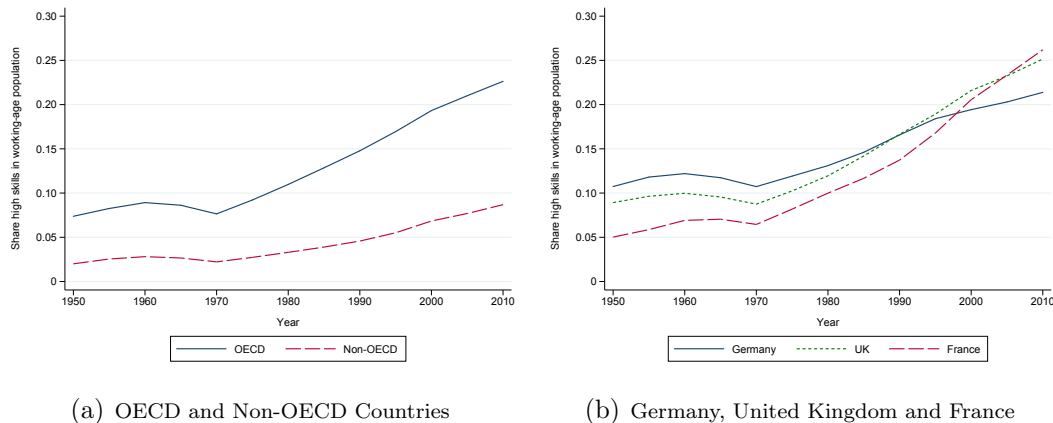 Share high skills in working-age population
0.30
0.25
0.20
0.15
0.10
0.05
0
1950 1960 1970 1980 1990 2000 2010
Year
OECD Non-OECD
(a) OECD and Non-OECD Countries
Share high skills in working-age population
0.30
0.25
0.20
0.15
0.10
0.05
0
1950 1960 1970 1980 1990 2000 2010
Year
Germany UK France
(b) Germany, United Kingdom and France